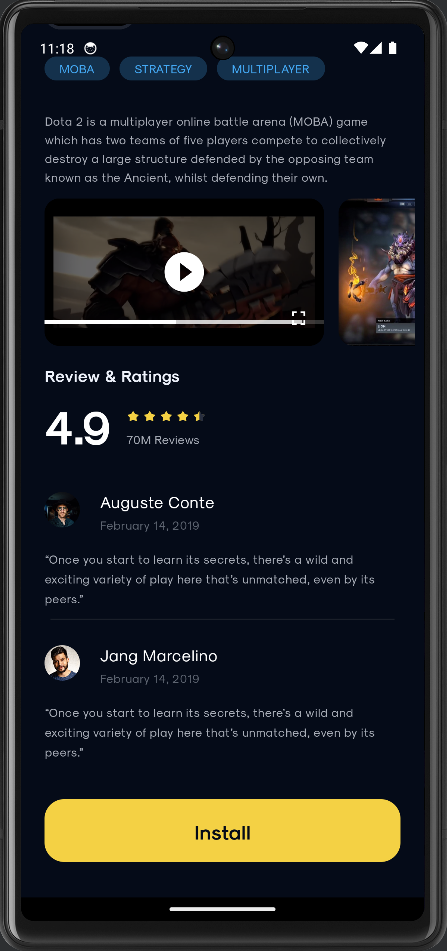 11:18
MOBA STRATEGY MULTIPLAYER
Dota 2 is a multiplayer online battle arena (MOBA) game
which has two teams of five players compete to collectively
destroy a large structure defended by the opposing team
known as the Ancient, whilst defending their own.
Review & Ratings
4.9
70M Reviews
Auguste Conte
February 14, 2019
“Once you start to learn its secrets, there’s a wild and
exciting variety of play here that’s unmatched, even by its
peers.”
Jang Marcelino
February 14, 2019
“Once you start to learn its secrets, there’s a wild and
exciting variety of play here that’s unmatched, even by its
peers.”
Install